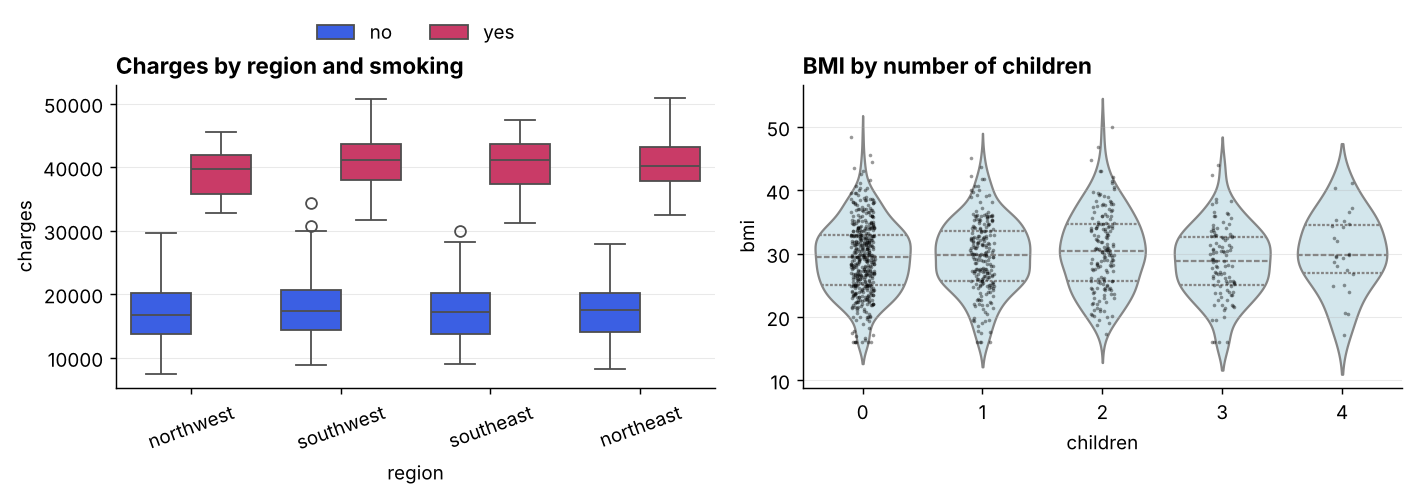 no yes
Charges by region and smoking
charges
50000
40000
30000
20000
10000
northwest southwest southeast northeast
region
BMI by number of children
bmi
50
40
30
20
10
0 1 2 3 4
children